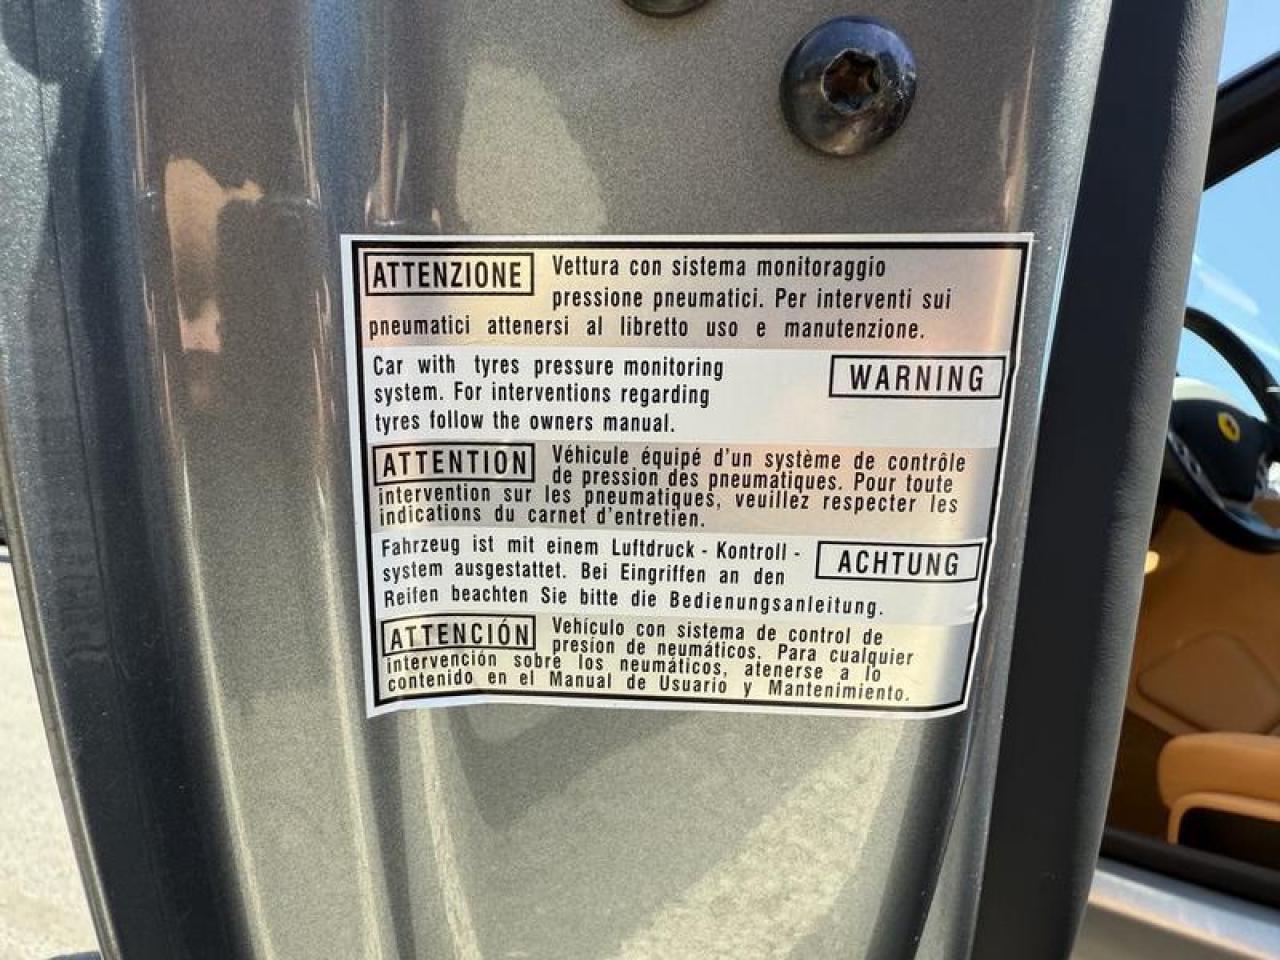 ATTENZIONE Vettura con sistema monitoraggio
pressione pneumatici. Per interventi sui
pneumatici attenersi al libretto uso e manutenzione.
Car with tyres pressure monitoring WARNING
system. For interventions regarding
tyres follow the owners manual.
ATTENTION Véhicule équipé d'un système de contrôle
de pression des pneumatiques. Pour toute
intervention sur les pneumatiques, veuillez respecter les
indications du carnet d'entretien.
Fahrzeug ist mit einem Luftdruck - Kontroll - ACHTUNG
system ausgestattet. Bei Eingriffen an den
Reifen beachten Sie bitte die Bedienungsanleitung.
ATTENCIÓN Vehículo con sistema de control de
presion de neumáticos. Para cualquier
intervención sobre los neumáticos, atenerse a lo
contenido en el Manual de Usuario y Mantenimiento.